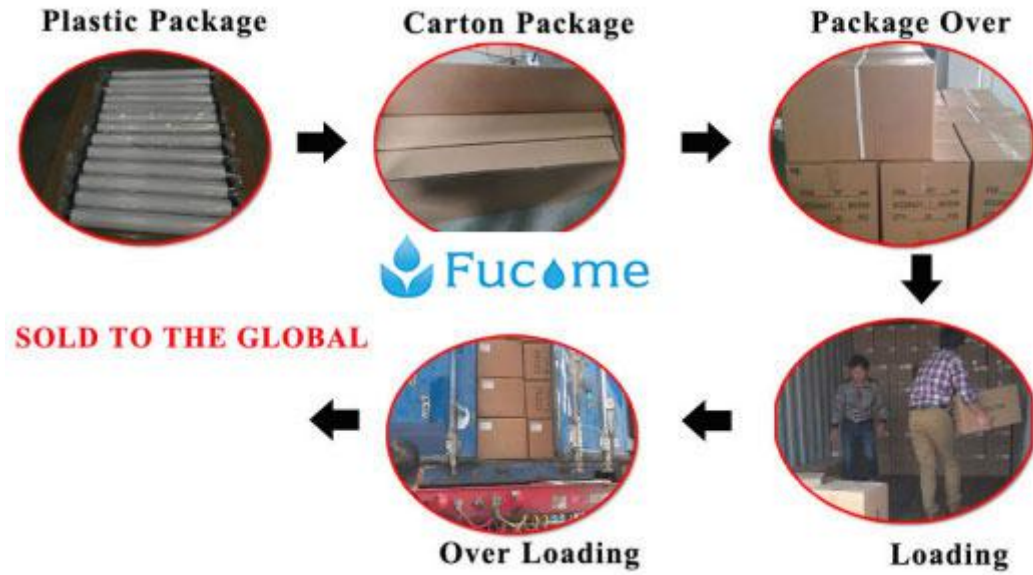 Plastic Package
Carton Package
Package Over
Fucome
SOLD TO THE GLOBAL
Over Loading
Loading